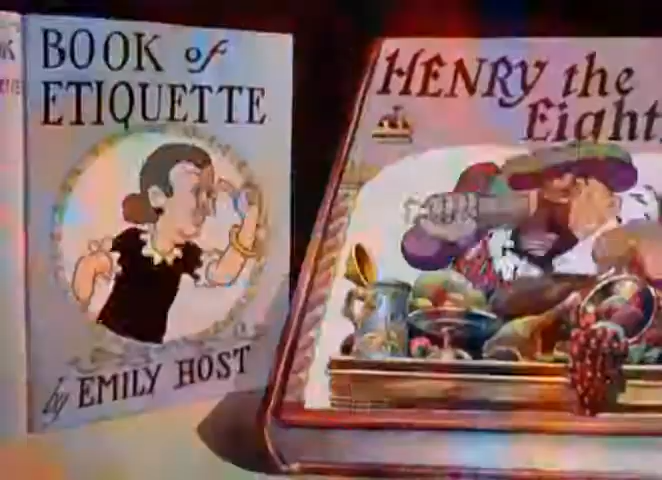 BOOK of
ETIQUETTE
by EMILY HOST
HENRY the
Eight